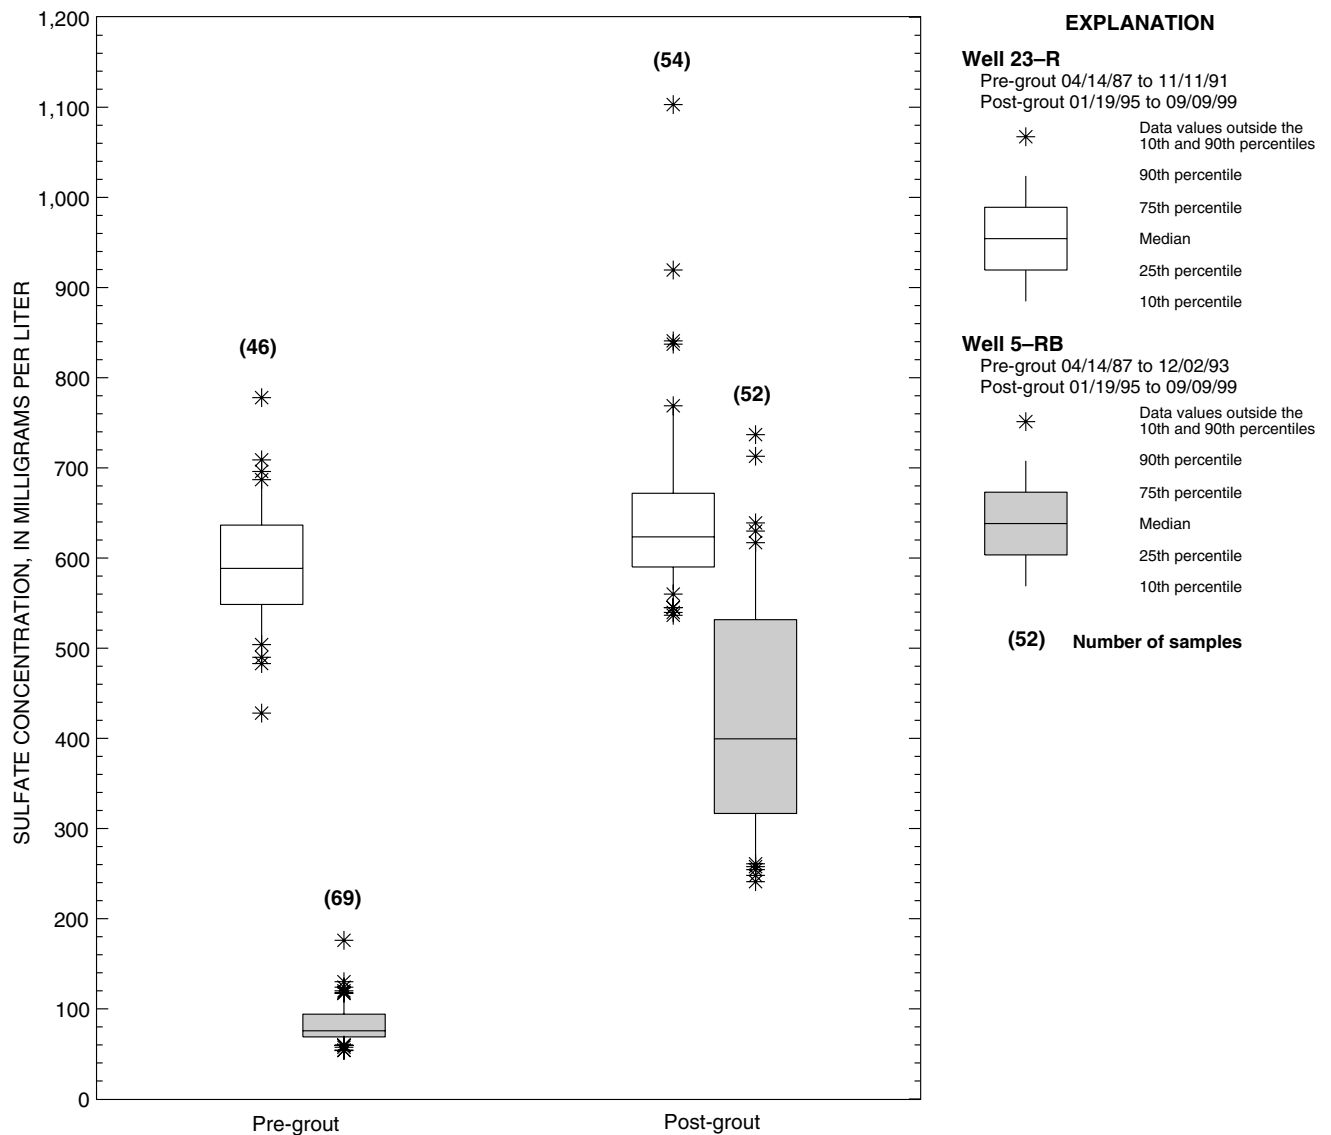 1,200
1,100
1,000
900
800
700
600
500
400
300
200
100
0
SULFATE CONCENTRATION, IN MILLIGRAMS PER LITER
(46)
(69)
(54)
(52)
Pre-grout
Post-grout
EXPLANATION
Well 23–R
Pre-grout 04/14/87 to 11/11/91
Post-grout 01/19/95 to 09/09/99
Data values outside the
10th and 90th percentiles
90th percentile
75th percentile
Median
25th percentile
10th percentile
Well 5–RB
Pre-grout 04/14/87 to 12/02/93
Post-grout 01/19/95 to 09/09/99
Data values outside the
10th and 90th percentiles
90th percentile
75th percentile
Median
25th percentile
10th percentile
(52) Number of samples